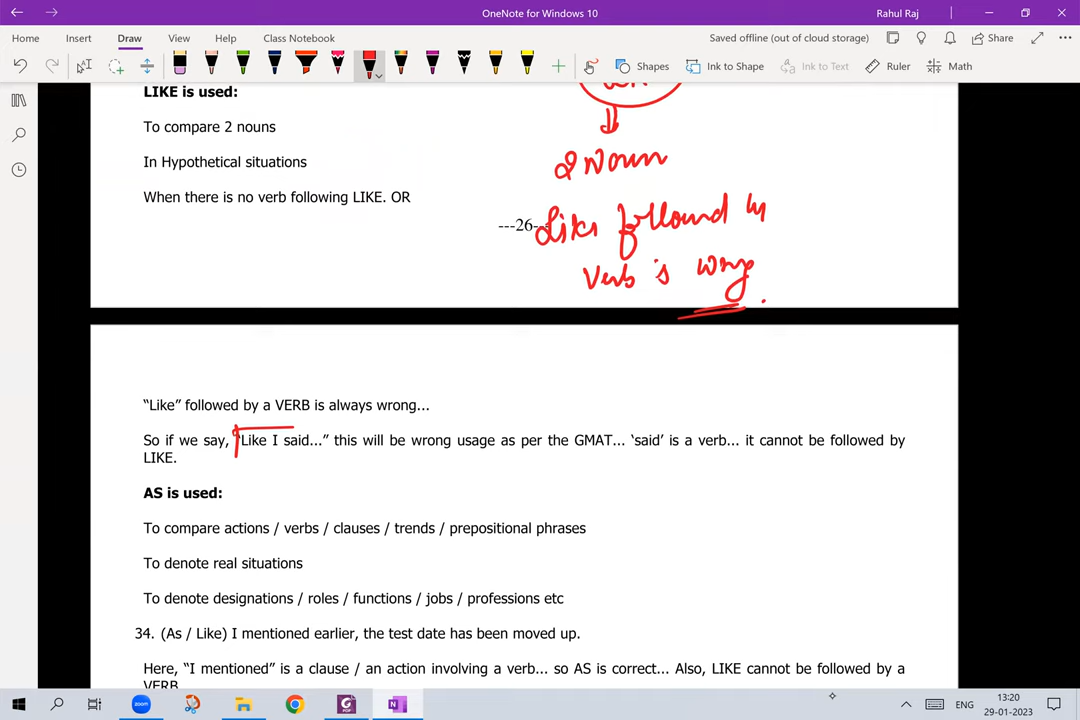 OneNote for Windows 10
Rahul Raj
Home Insert Draw View Help Class Notebook
Saved offline (out of cloud storage)
Share
Shapes
Ink to Shape
Ink to Text
Ruler
Math
LIKE is used:
To compare 2 nouns
In Hypothetical situations
When there is no verb following LIKE. OR
2 Noun
---26---
Like followed by
Verb is wrong.
“Like” followed by a VERB is always wrong...
So if we say, “Like I said...” this will be wrong usage as per the GMAT... ‘said’ is a verb... it cannot be followed by
LIKE.
AS is used:
To compare actions / verbs / clauses / trends / prepositional phrases
To denote real situations
To denote designations / roles / functions / jobs / professions etc
34. (As / Like) I mentioned earlier, the test date has been moved up.
Here, “I mentioned” is a clause / an action involving a verb... so AS is correct... Also, LIKE cannot be followed by a
VERB
ENG
13:20
29-01-2023